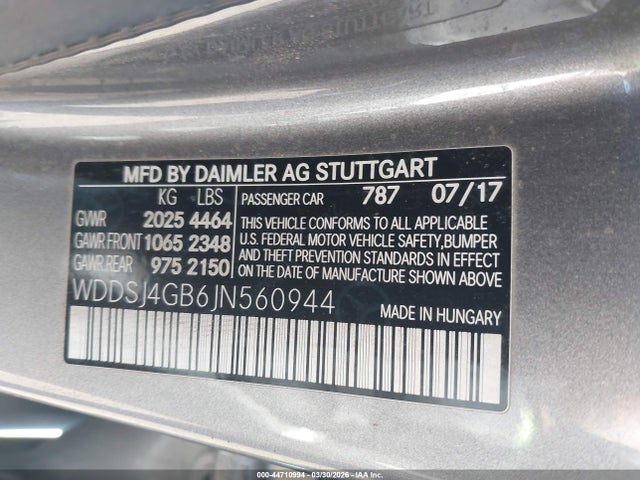 MFD BY DAIMLER AG STUTTGART
KG LBS
GVWR 2025 4464
GAWR.FRONT 1065 2348
GAWR.REAR 975 2150
PASSENGER CAR 787 07/17
THIS VEHICLE CONFORMS TO ALL APPLICABLE
U.S. FEDERAL MOTOR VEHICLE SAFETY,BUMPER
AND THEFT PREVENTION STANDARDS IN EFFECT
ON THE DATE OF MANUFACTURE SHOWN ABOVE.
WDDSJ4GB6JN560944
MADE IN HUNGARY
000-44710994 - 03/30/2026 - IAAI, Inc.